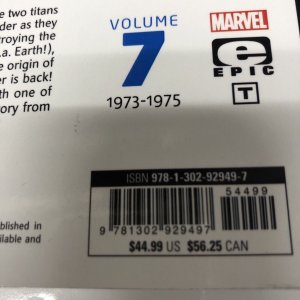 e two titans
der as they
troying the
.a. Earth!),
e origin of
er is back!
th one of
ory from
VOLUME
7
1973-1975
MARVEL
e
EPIC
T
ublished in
ailable and
ISBN 978-1-302-92949-7
54499
9 781302 929497
$44.99 US $56.25 CAN